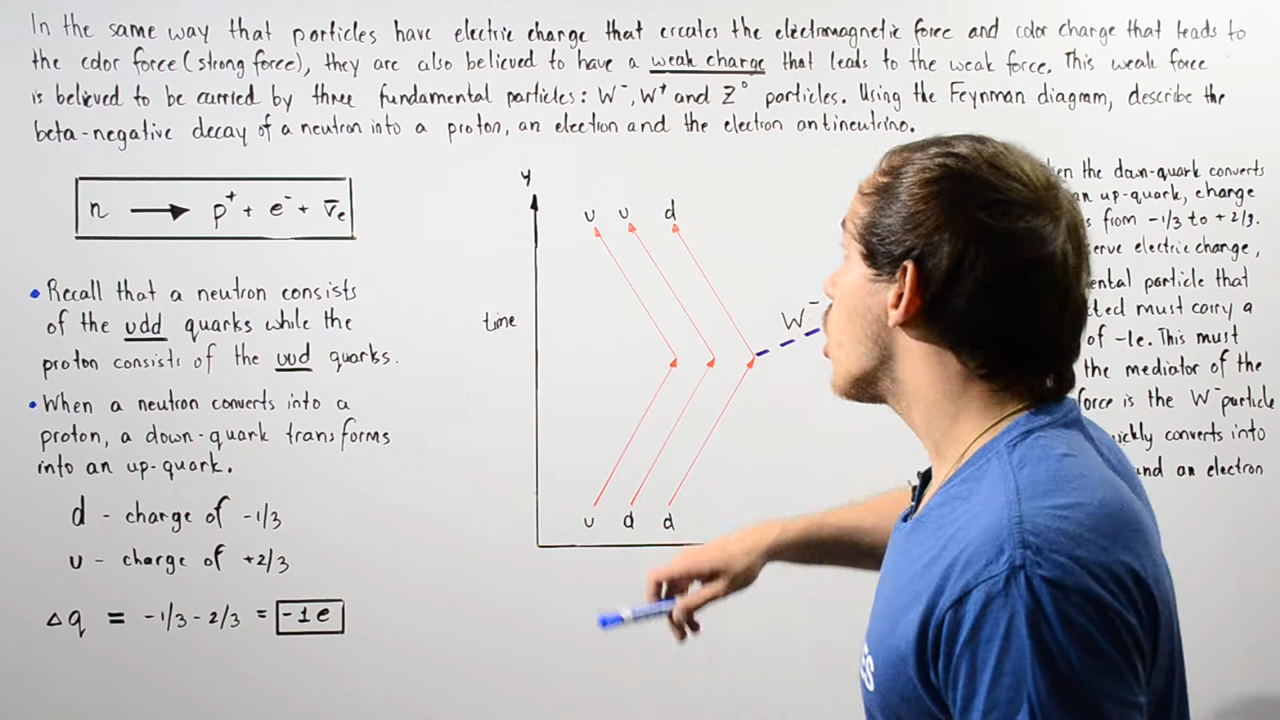 In the same way that particles have electric charge that creates the electromagnetic force and color charge that leads to
the color force (strong force), they are also believed to have a weak charge that leads to the weak force. This weak force
is believed to be carried by three fundamental particles: W⁻, W⁺ and Z⁰ particles. Using the Feynman diagram, describe the
beta-negative decay of a neutron into a proton, an electron and the electron antineutrino.
n → p⁺ + e⁻ + ν̄e
• Recall that a neutron consists
of the udd quarks while the
proton consists of the uud quarks.
• When a neutron converts into a
proton, a down-quark transforms
into an up-quark.
d - charge of -1/3
u - charge of +2/3
Δq = -1/3 - 2/3 = -1e
y
u u d
time
W⁻
u d d
the down-quark converts
up-quark, charge
from -1/3 to +2/3.
electric charge,
particle that
must carry a
of -1e. This must
the mediator of the
force is the W⁻ particle
converts into
and an electron
ES